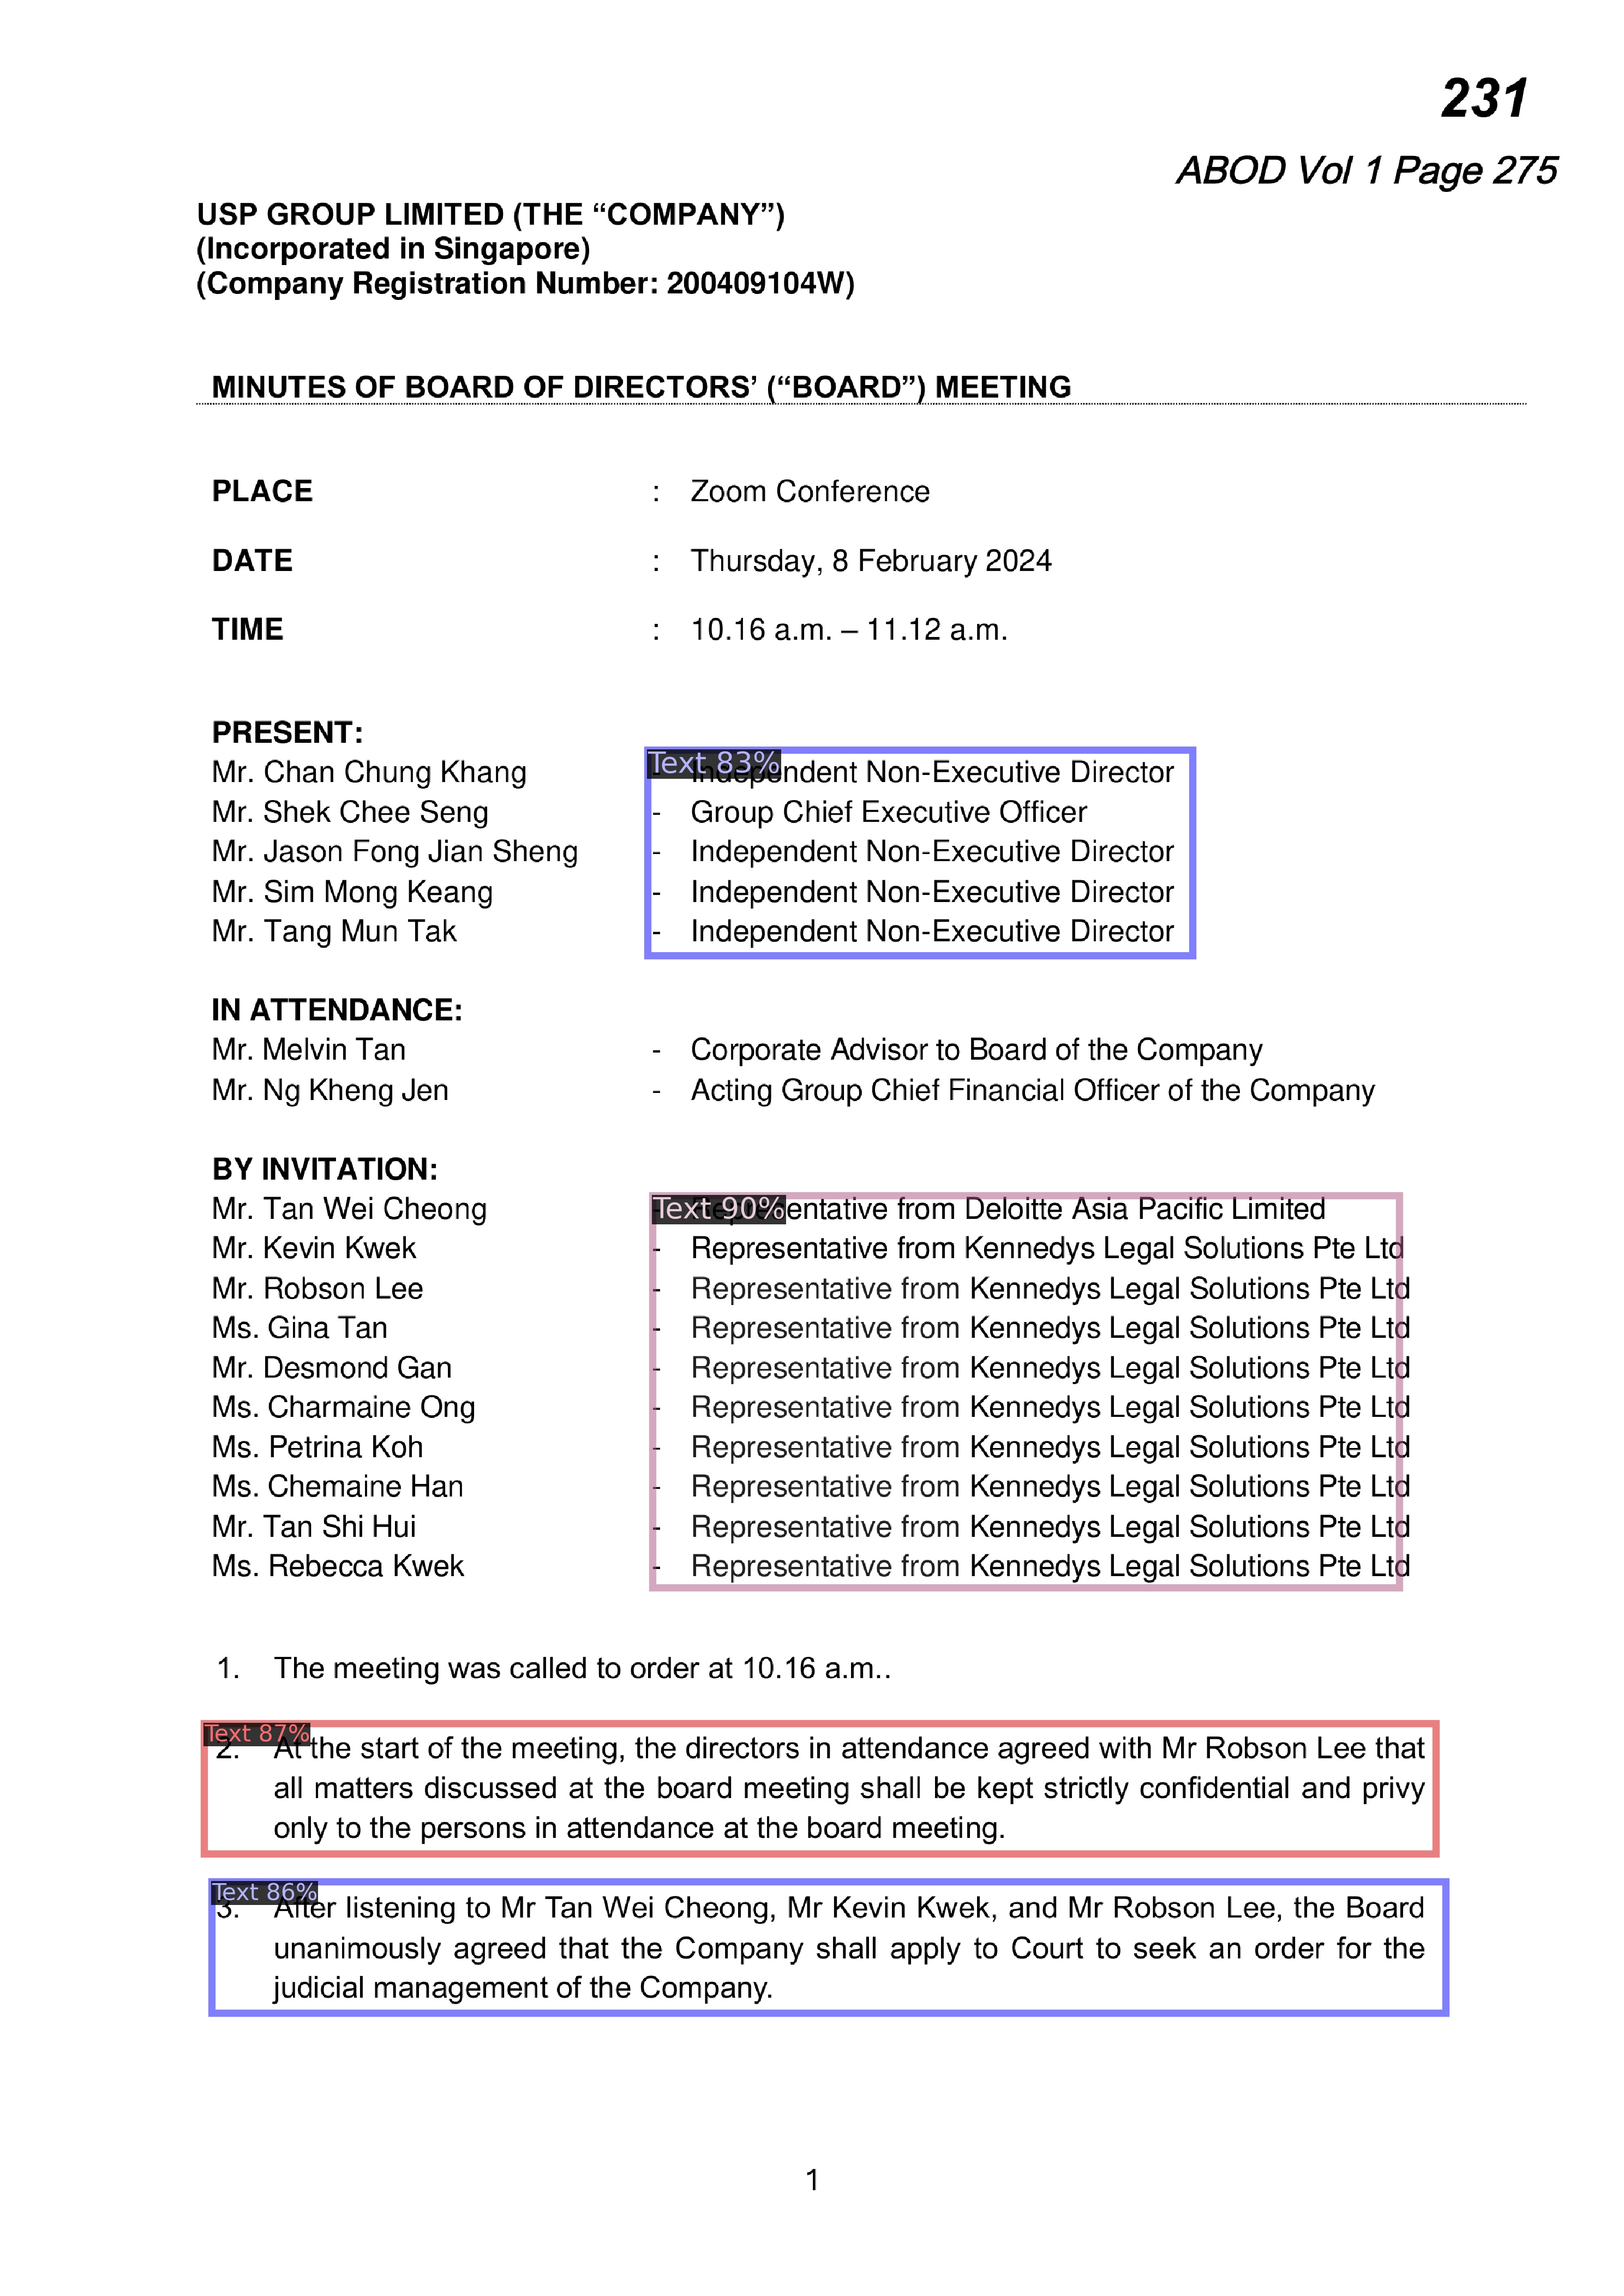 231
ABOD Vol 1 Page 275
USP GROUP LIMITED (THE “COMPANY”)
(Incorporated in Singapore)
(Company Registration Number: 200409104W)
MINUTES OF BOARD OF DIRECTORS’ (“BOARD”) MEETING
PLACE : Zoom Conference
DATE : Thursday, 8 February 2024
TIME : 10.16 a.m. – 11.12 a.m.
PRESENT:
Text 83%
Mr. Chan Chung Khang - Independent Non-Executive Director
Mr. Shek Chee Seng - Group Chief Executive Officer
Mr. Jason Fong Jian Sheng - Independent Non-Executive Director
Mr. Sim Mong Keang - Independent Non-Executive Director
Mr. Tang Mun Tak - Independent Non-Executive Director
IN ATTENDANCE:
Mr. Melvin Tan - Corporate Advisor to Board of the Company
Mr. Ng Kheng Jen - Acting Group Chief Financial Officer of the Company
BY INVITATION:
Text 90%
Mr. Tan Wei Cheong - Representative from Deloitte Asia Pacific Limited
Mr. Kevin Kwek - Representative from Kennedys Legal Solutions Pte Ltd
Mr. Robson Lee - Representative from Kennedys Legal Solutions Pte Ltd
Ms. Gina Tan - Representative from Kennedys Legal Solutions Pte Ltd
Mr. Desmond Gan - Representative from Kennedys Legal Solutions Pte Ltd
Ms. Charmaine Ong - Representative from Kennedys Legal Solutions Pte Ltd
Ms. Petrina Koh - Representative from Kennedys Legal Solutions Pte Ltd
Ms. Chemaine Han - Representative from Kennedys Legal Solutions Pte Ltd
Mr. Tan Shi Hui - Representative from Kennedys Legal Solutions Pte Ltd
Ms. Rebecca Kwek - Representative from Kennedys Legal Solutions Pte Ltd
1. The meeting was called to order at 10.16 a.m..
Text 87%
2. At the start of the meeting, the directors in attendance agreed with Mr Robson Lee that
all matters discussed at the board meeting shall be kept strictly confidential and privy
only to the persons in attendance at the board meeting.
Text 86%
3. After listening to Mr Tan Wei Cheong, Mr Kevin Kwek, and Mr Robson Lee, the Board
unanimously agreed that the Company shall apply to Court to seek an order for the
judicial management of the Company.
1